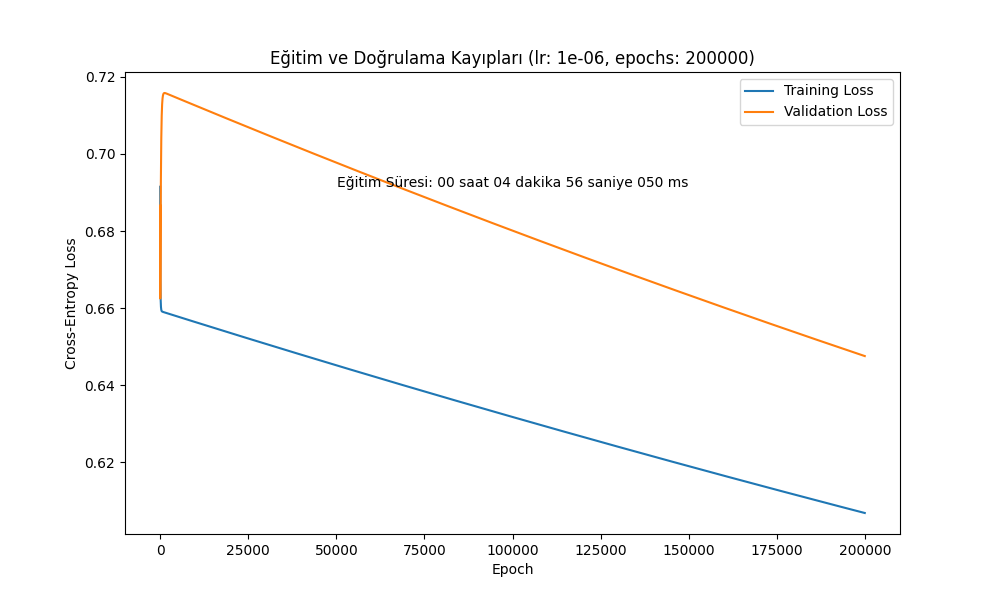 Eğitim ve Doğrulama Kayıpları (lr: 1e-06, epochs: 200000)
Training Loss
Validation Loss
Eğitim Süresi: 00 saat 04 dakika 56 saniye 050 ms
Cross-Entropy Loss
0.72
0.70
0.68
0.66
0.64
0.62
0
25000
50000
75000
100000
125000
150000
175000
200000
Epoch